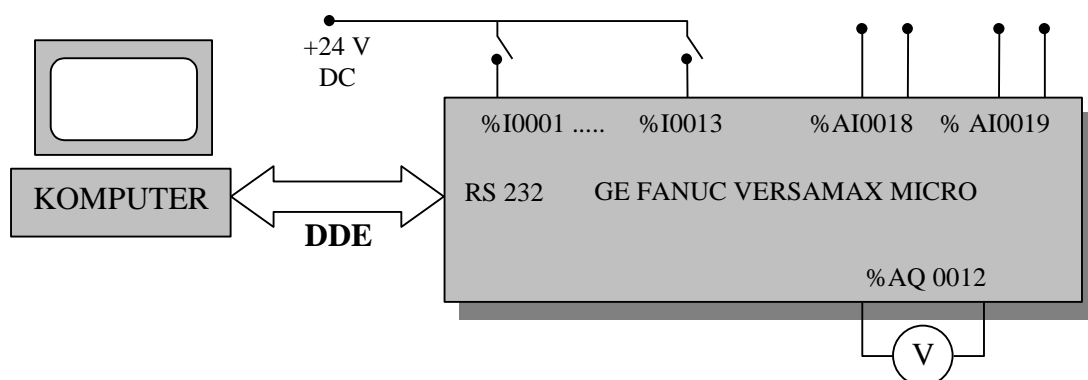 +24 V
DC
%I0001 ..... %I0013 %AI0018 % AI0019
KOMPUTER
RS 232 GE FANUC VERSAMAX MICRO
DDE
%AQ 0012
V